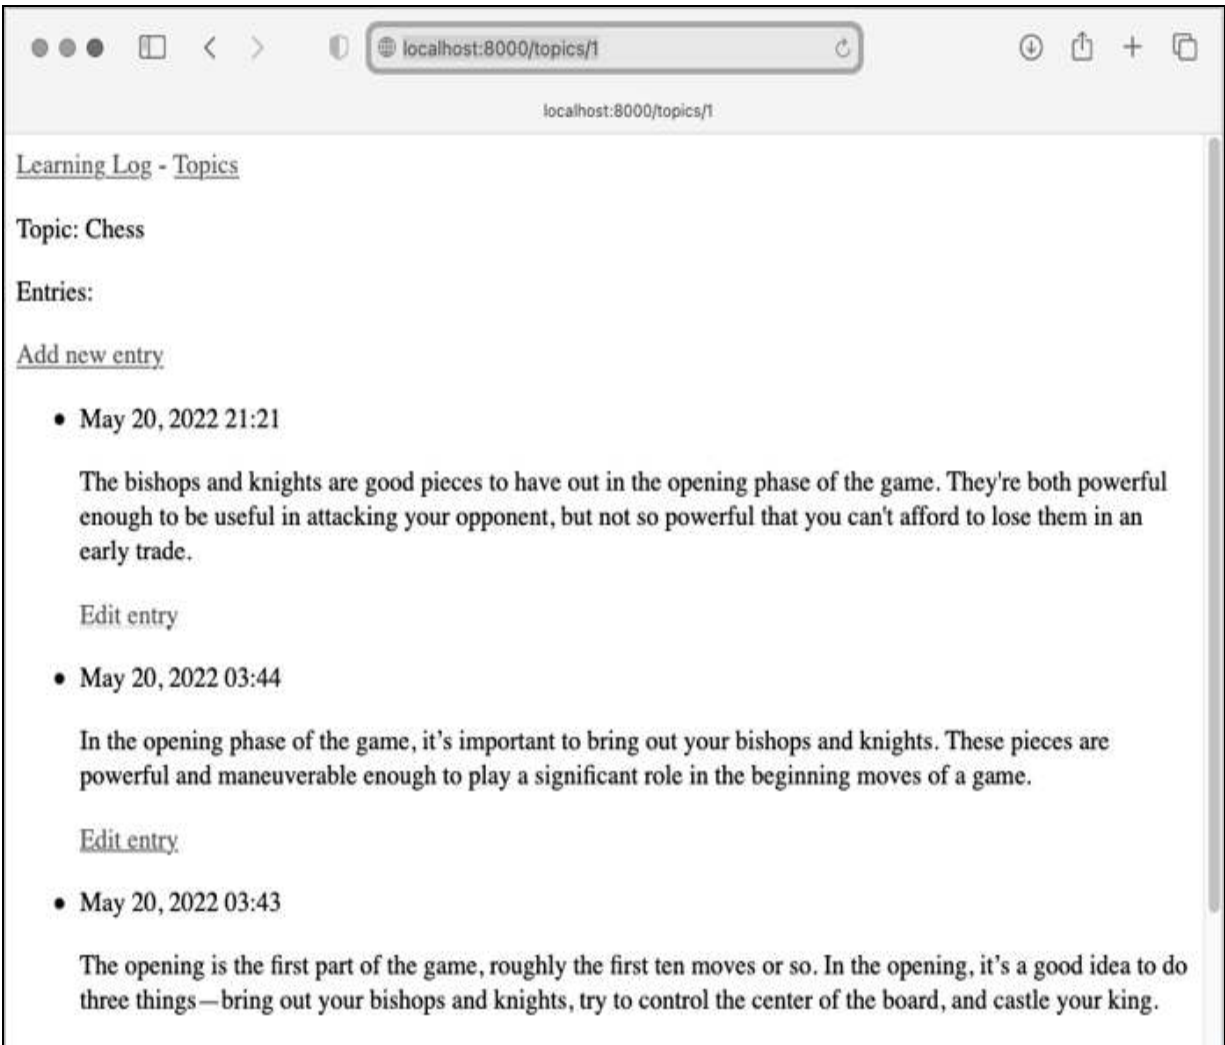 localhost:8000/topics/1
localhost:8000/topics/1
Learning Log - Topics
Topic: Chess
Entries:
Add new entry
• May 20, 2022 21:21
The bishops and knights are good pieces to have out in the opening phase of the game. They're both powerful
enough to be useful in attacking your opponent, but not so powerful that you can't afford to lose them in an
early trade.
Edit entry
• May 20, 2022 03:44
In the opening phase of the game, it’s important to bring out your bishops and knights. These pieces are
powerful and maneuverable enough to play a significant role in the beginning moves of a game.
Edit entry
• May 20, 2022 03:43
The opening is the first part of the game, roughly the first ten moves or so. In the opening, it’s a good idea to do
three things—bring out your bishops and knights, try to control the center of the board, and castle your king.